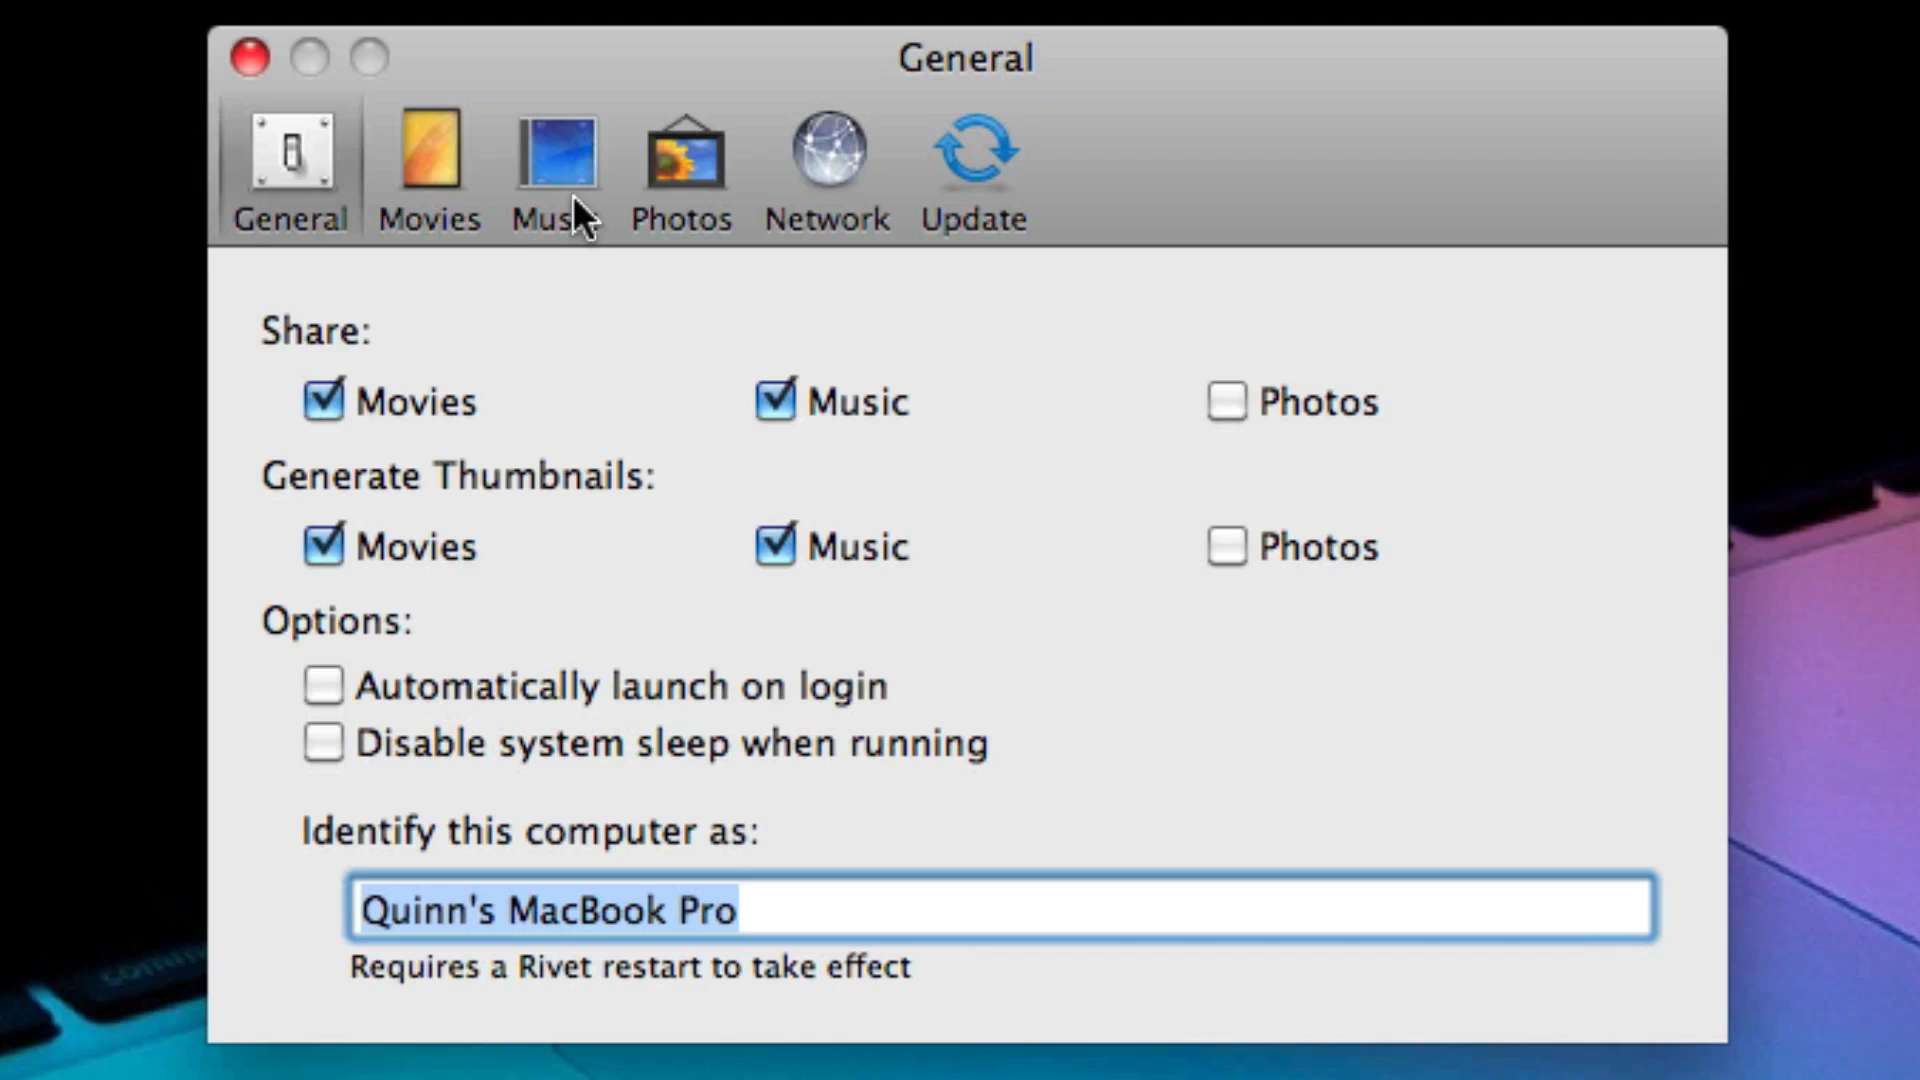 General
General Movies Mus Photos Network Update
Share:
Movies Music Photos
Generate Thumbnails:
Movies Music Photos
Options:
Automatically launch on login
Disable system sleep when running
Identify this computer as:
Quinn's MacBook Pro
Requires a Rivet restart to take effect